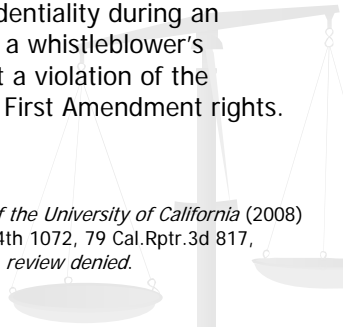 dentiality during an
a whistleblower's
t a violation of the
First Amendment rights.
of the University of California (2008)
4th 1072, 79 Cal.Rptr.3d 817,
review denied.